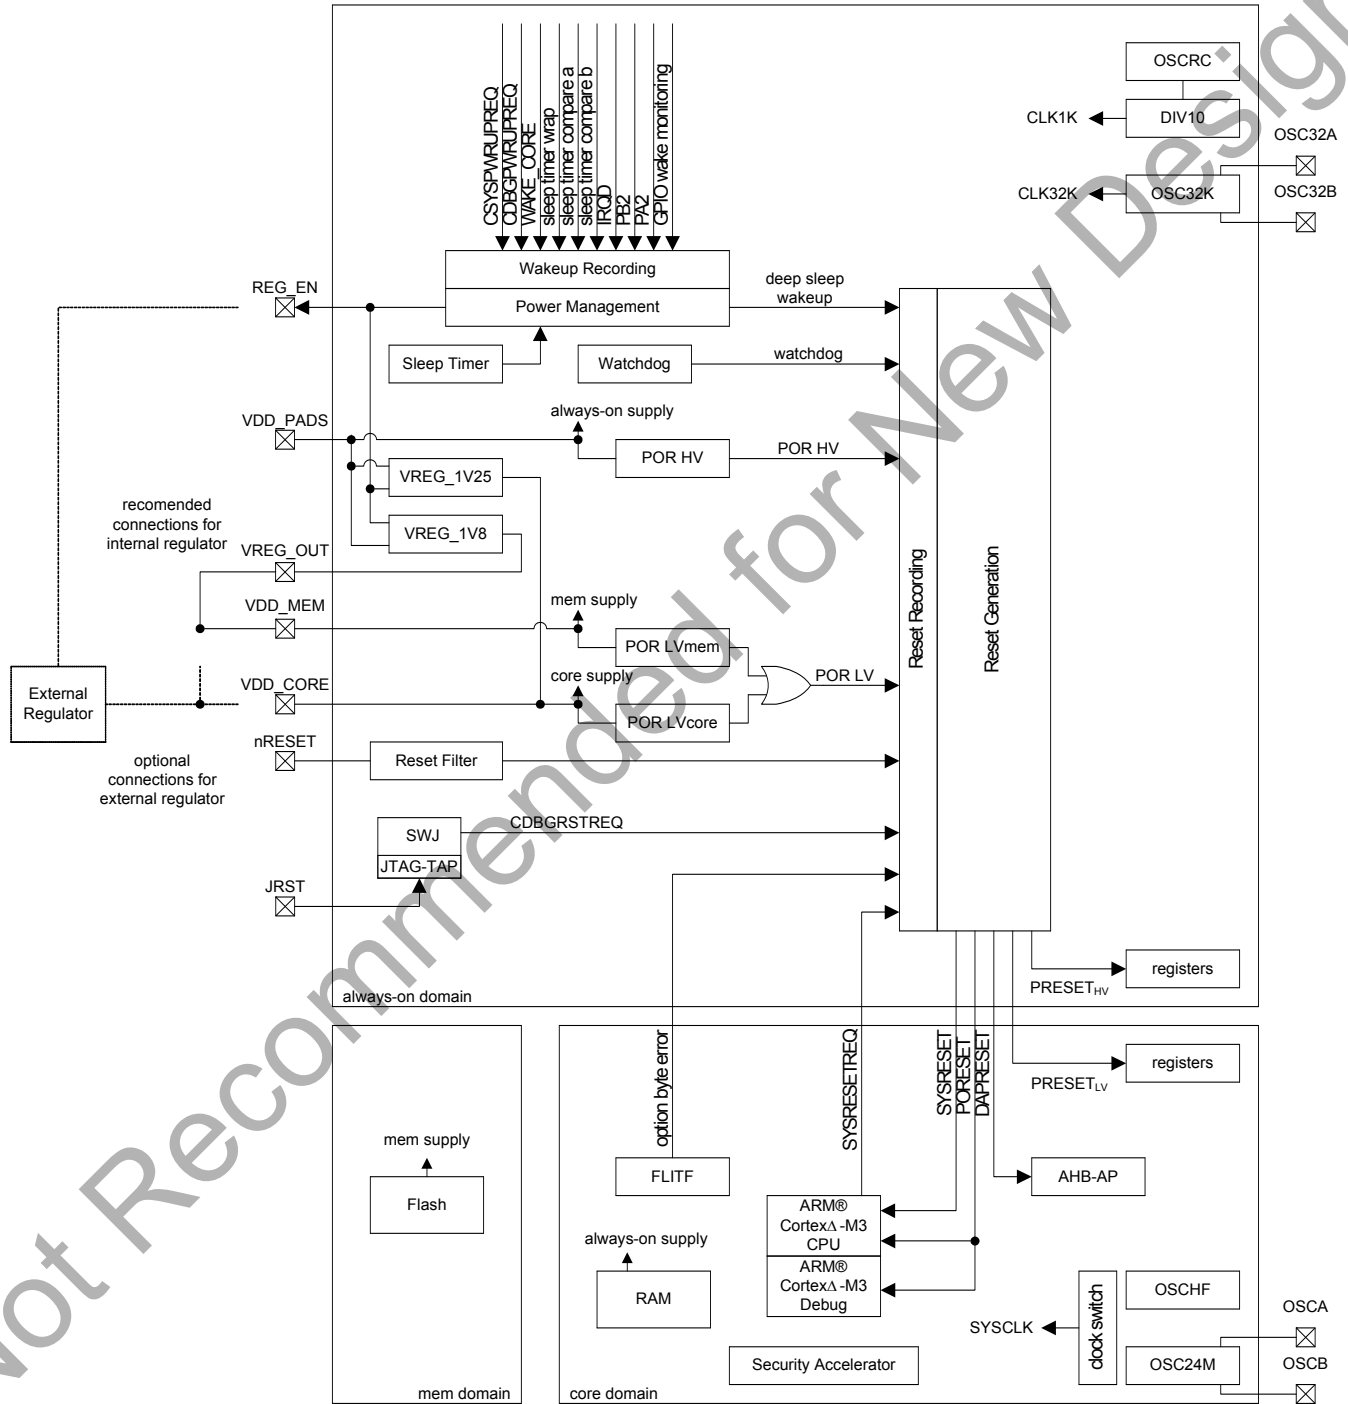 OSCRC
DIV10
CLK1K
OSC32A
OSC32K
CLK32K
OSC32B
CSYSPWRUPREQ
CDBGPWRUPREQ
WAKE_CORE
sleep timer wrap
sleep timer compare a
sleep timer compare b
IRQD
PB2
PA2
GPIO wake monitoring
Wakeup Recording
Power Management
REG_EN
deep sleep
wakeup
Sleep Timer
Watchdog
watchdog
VDD_PADS
always-on supply
POR HV
POR HV
VREG_1V25
VREG_1V8
recomended
connections for
internal regulator
VREG_OUT
VDD_MEM
mem supply
POR LVmem
POR LV
External
Regulator
VDD_CORE
core supply
POR LVcore
nRESET
Reset Filter
optional
connections for
external regulator
SWJ
JTAG-TAP
CDBGRSTREQ
JRST
Reset Recording
Reset Generation
registers
PRESETHV
always-on domain
option byte error
SYSRESETREQ
SYSRESET
PORESET
DAPRESET
registers
PRESETLV
mem supply
Flash
FLITF
AHB-AP
ARM®
Cortex∆ -M3
CPU
ARM®
Cortex∆ -M3
Debug
always-on supply
RAM
SYSCLK
clock switch
OSCHF
OSC24M
OSCA
OSCB
Security Accelerator
mem domain
core domain
Not Recommended for New Design